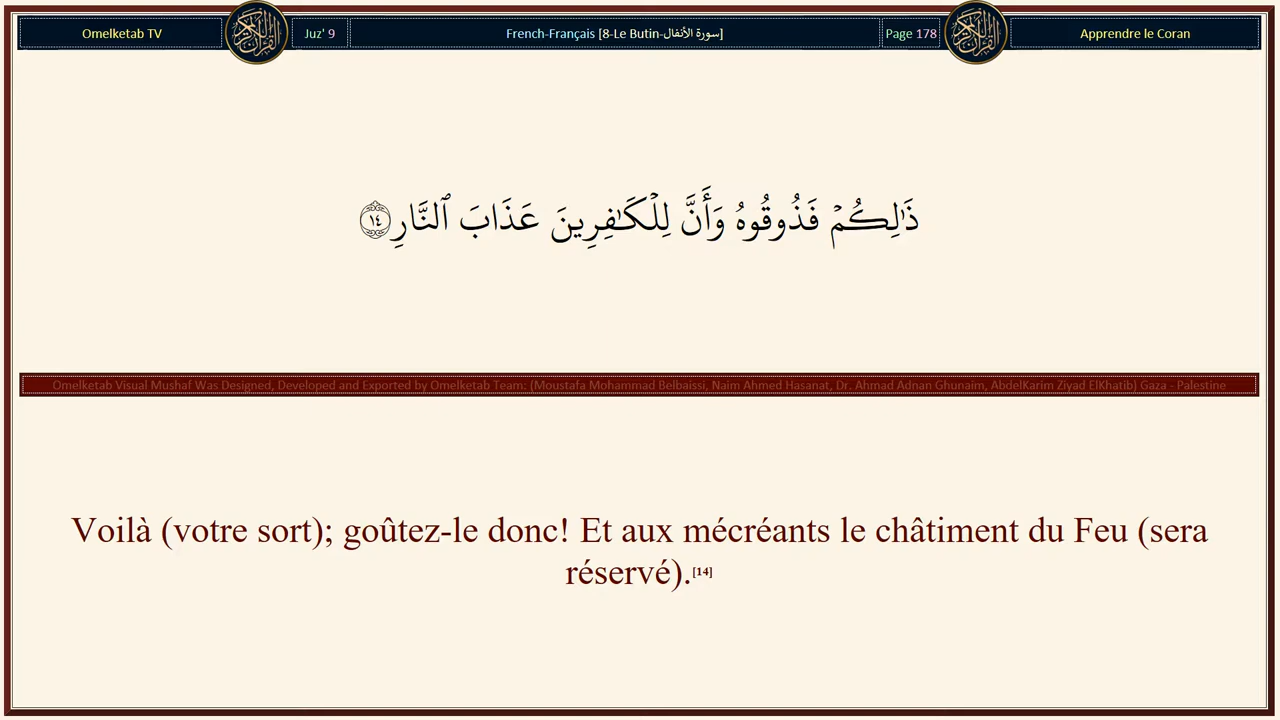 Omelketab TV
Juz' 9
French-Français [8-Le Butin-سورة الأنفال]
Page 178
Apprendre le Coran
ذَٰلِكُمۡ فَذُوقُوهُ وَأَنَّ لِلۡكَٰفِرِينَ عَذَابَ ٱلنَّارِ ١٤
Omelketab Visual Mushaf Was Designed, Developed and Exported by Omelketab Team: (Moustafa Mohammad Belbaissi, Naim Ahmed Hasanat, Dr. Ahmad Adnan Ghunaim, AbdelKarim Ziyad ElKhatib) Gaza - Palestine
Voilà (votre sort); goûtez-le donc! Et aux mécréants le châtiment du Feu (sera
réservé).[14]